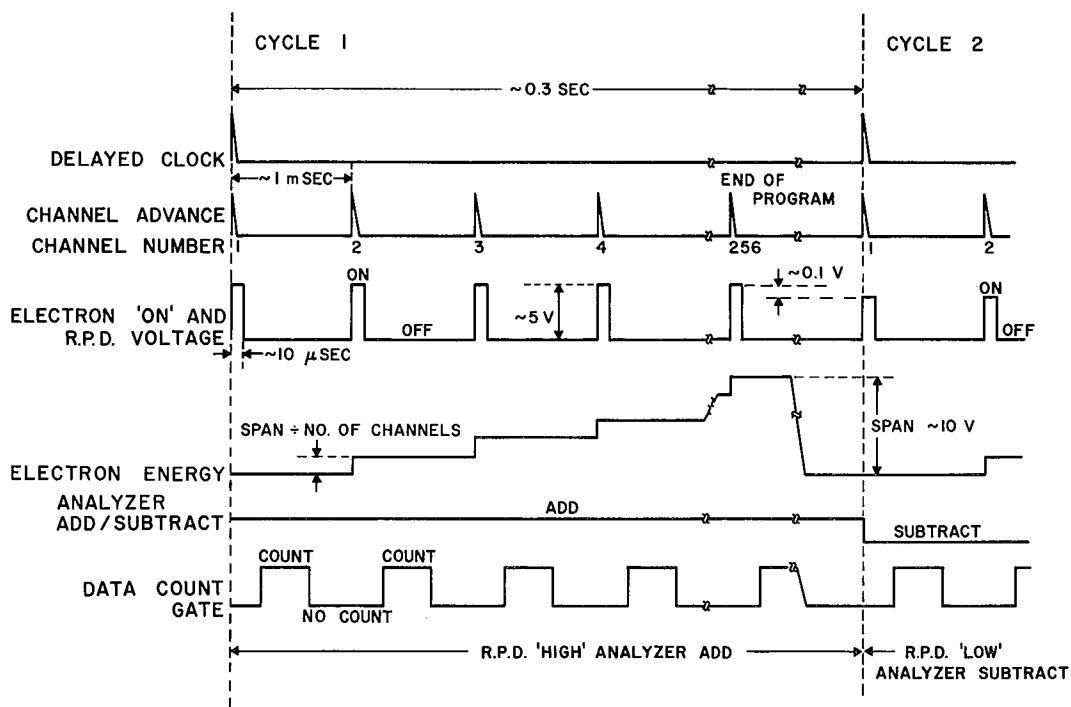 CYCLE 1
CYCLE 2
~0.3 SEC
DELAYED CLOCK
~1 mSEC
END OF
PROGRAM
CHANNEL ADVANCE
CHANNEL NUMBER
1 2 3 4 256 1 2
~0.1 V
ON
ON
ELECTRON 'ON' AND
R.P.D. VOLTAGE
OFF
~5 V
OFF
~10 μSEC
SPAN ÷ NO. OF CHANNELS
SPAN ~10 V
ELECTRON ENERGY
ANALYZER
ADD/SUBTRACT
ADD
SUBTRACT
COUNT
COUNT
DATA COUNT
GATE
NO COUNT
R.P.D. 'HIGH' ANALYZER ADD
R.P.D. 'LOW'
ANALYZER SUBTRACT